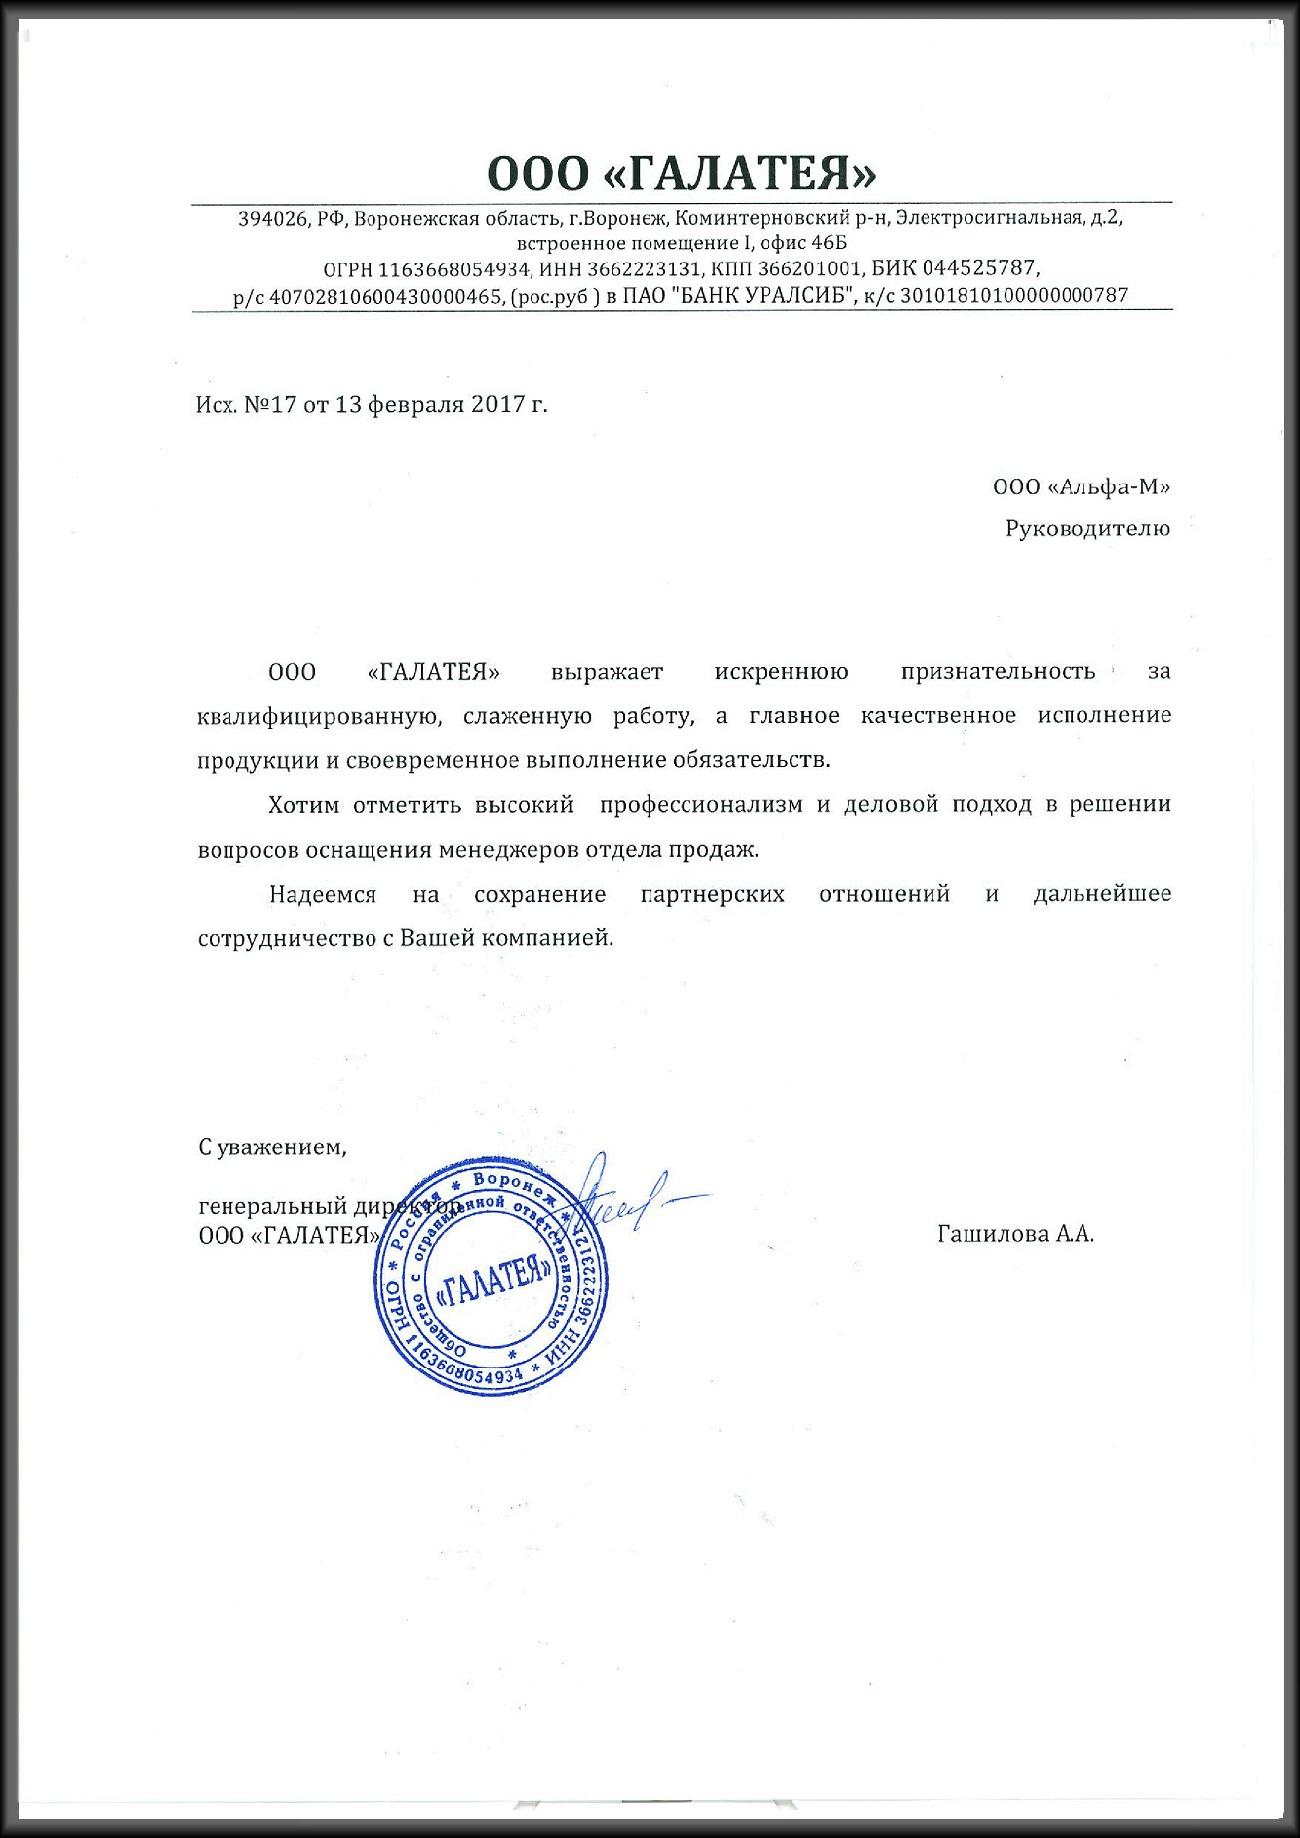 ООО «ГАЛАТЕЯ»
394026, РФ, Воронежская область, г.Воронеж, Коминтерновский р-н, Электросигнальная, д.2,
встроенное помещение I, офис 46Б
ОГРН 1163668054934, ИНН 3662223131, КПП 366201001, БИК 044525787,
р/с 40702810600430000465, (рос.руб ) в ПАО "БАНК УРАЛСИБ", к/с 30101810100000000787
Исх. №17 от 13 февраля 2017 г.
ООО «Альфа-М»
Руководителю
ООО «ГАЛАТЕЯ» выражает искреннюю признательность за
квалифицированную, слаженную работу, а главное качественное исполнение
продукции и своевременное выполнение обязательств.
Хотим отметить высокий профессионализм и деловой подход в решении
вопросов оснащения менеджеров отдела продаж.
Надеемся на сохранение партнерских отношений и дальнейшее
сотрудничество с Вашей компанией.
С уважением,
генеральный директор
ООО «ГАЛАТЕЯ»
Гашилова А.А.
* Россия * Воронеж * ИНН * ОГРН 1163668054934
Общество с ограниченной ответственностью *
«ГАЛАТЕЯ»